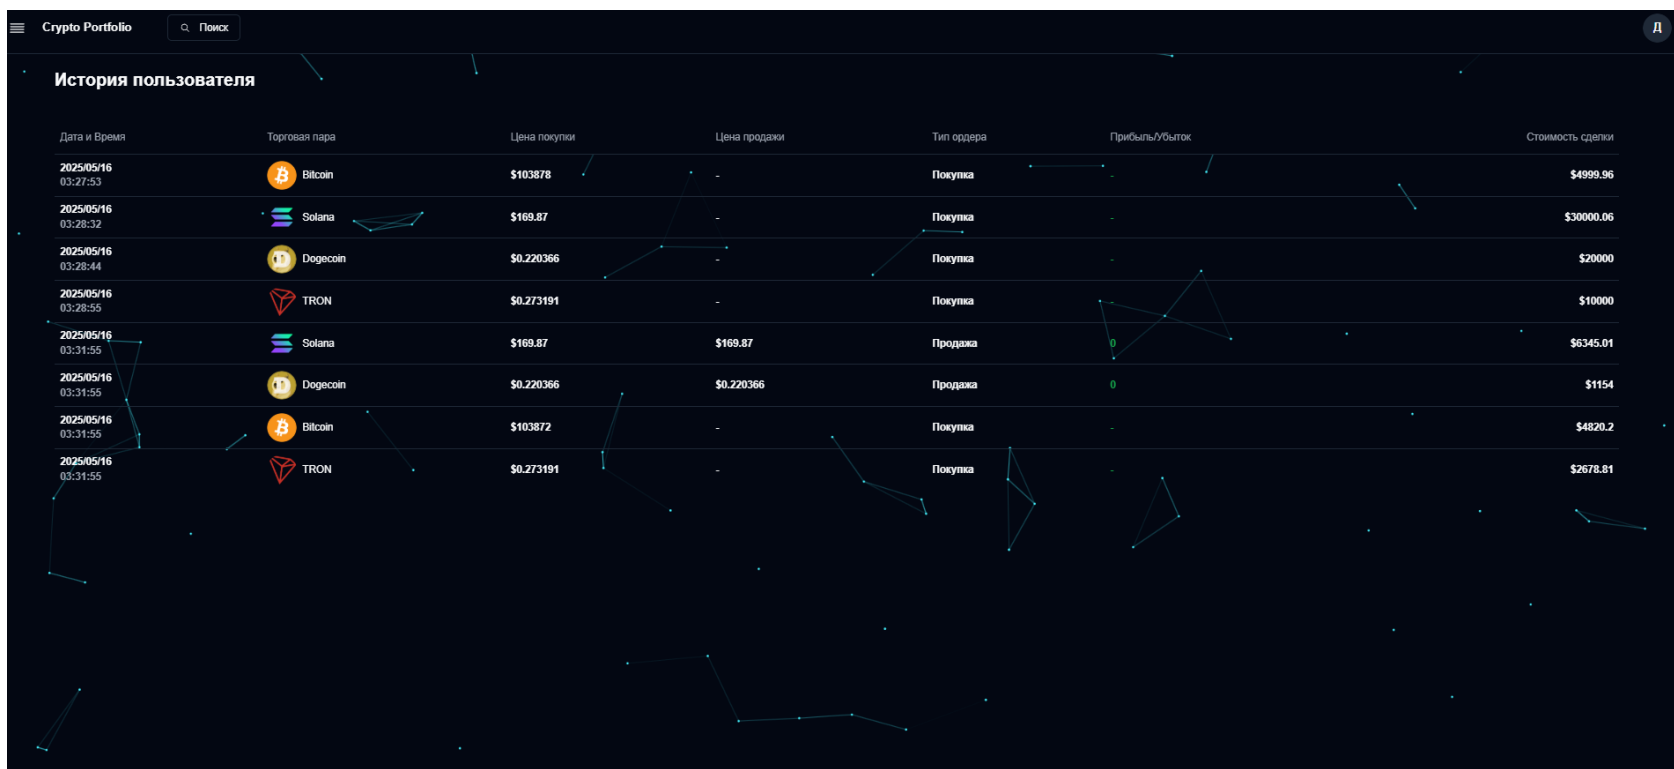 Crypto Portfolio Поиск Д
История пользователя
Дата и Время Торговая пара Цена покупки Цена продажи Тип ордера Прибыль/Убыток Стоимость сделки
2025/05/16
03:27:53 Bitcoin $103878 - Покупка - $4999.96
2025/05/16
03:28:32 Solana $169.87 - Покупка - $30000.06
2025/05/16
03:28:44 Dogecoin $0.220366 - Покупка - $20000
2025/05/16
03:28:55 TRON $0.273191 - Покупка - $10000
2025/05/16
03:31:55 Solana $169.87 $169.87 Продажа 0 $6345.01
2025/05/16
03:31:55 Dogecoin $0.220366 $0.220366 Продажа 0 $1154
2025/05/16
03:31:55 Bitcoin $103872 - Покупка - $4820.2
2025/05/16
03:31:55 TRON $0.273191 - Покупка - $2678.81